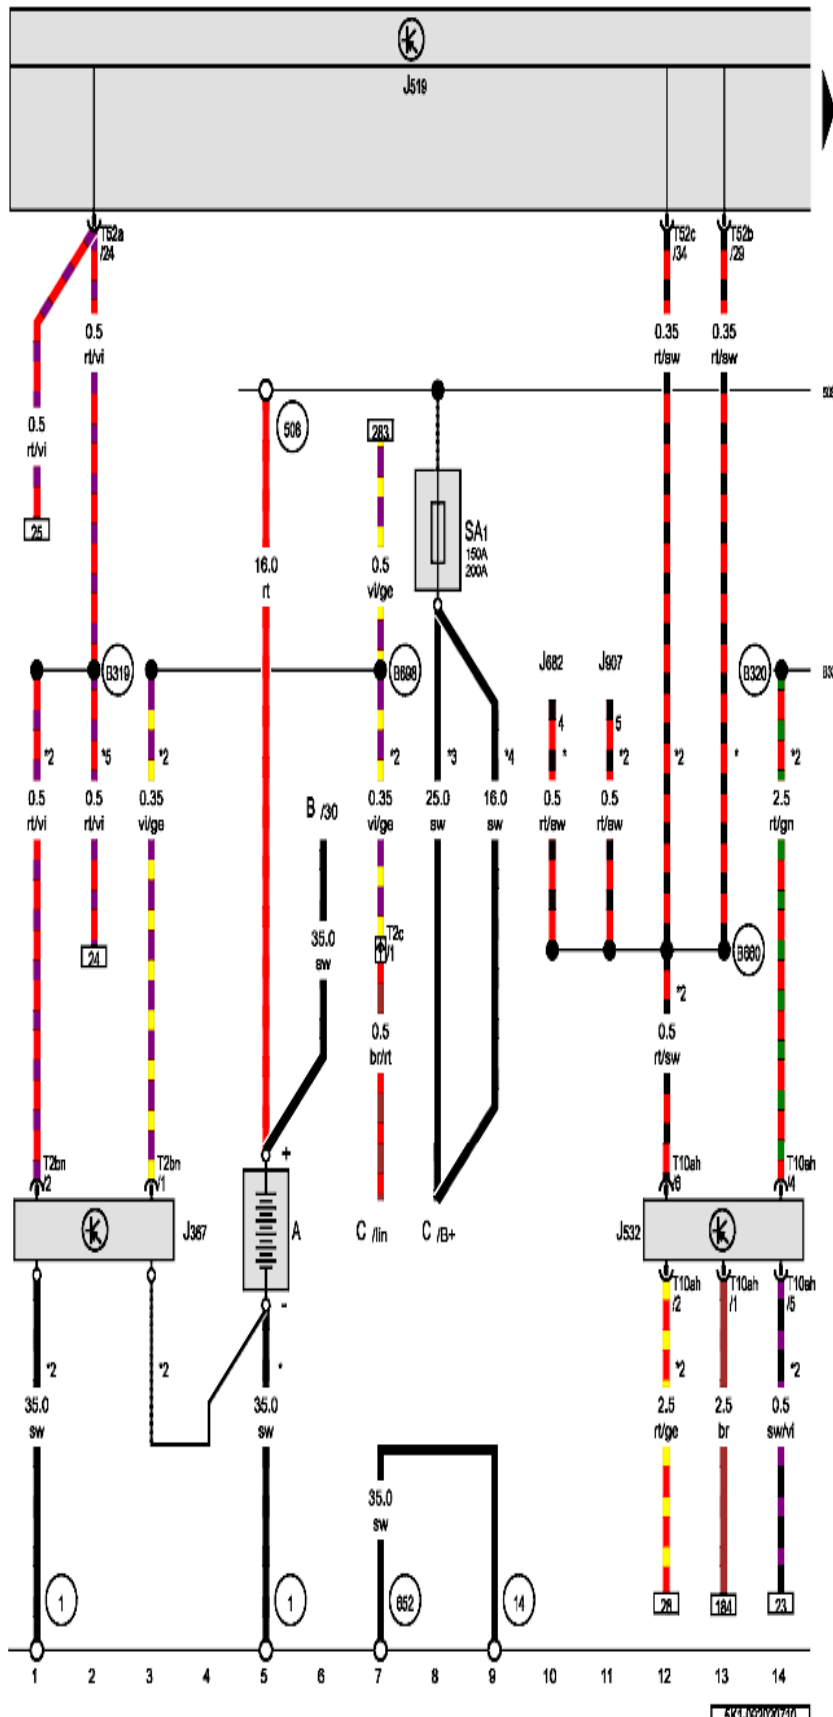 J519
T52a
/24
T52c
/34
T52b
/29
0.5
rt/vi
0.35
rt/sw
0.35
rt/sw
0.5
rt/vi
508
283
25
SA1
150A
200A
16.0
rt
0.5
vi/ge
B319
B698
J682
J907
B320
4
5
*2
*5
*2
*2
*3
*4
*
*2
*2
*
*2
0.5
rt/vi
0.5
rt/vi
0.35
vi/ge
B /30
0.35
vi/ge
25.0
sw
16.0
sw
0.5
rt/sw
0.5
rt/sw
2.5
rt/gn
35.0
sw
T2c
/1
24
B680
*2
0.5
br/rt
0.5
rt/sw
T2bn
/2
T2bn
/1
+
T10ah
/6
T10ah
/4
J367
A
C /lin
C /B+
J532
-
T10ah
/2
T10ah
/1
T10ah
/5
*2
*2
*
*2
*2
35.0
sw
35.0
sw
2.5
rt/ge
2.5
br
0.5
sw/vi
35.0
sw
1
1
652
14
28
184
23
1 2 3 4 5 6 7 8 9 10 11 12 13 14